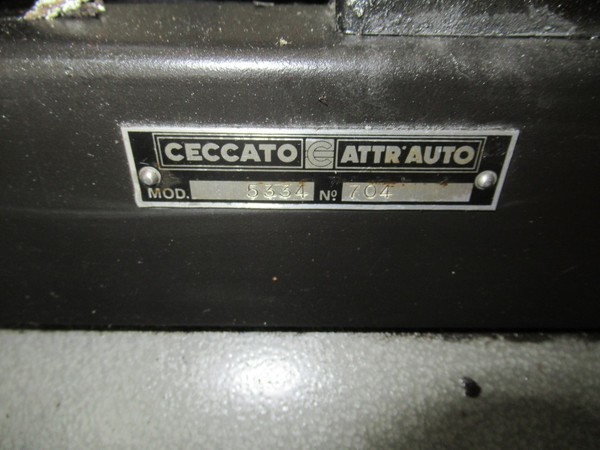 CECCATO C ATTR'AUTO
MOD. 5334 Nº 704